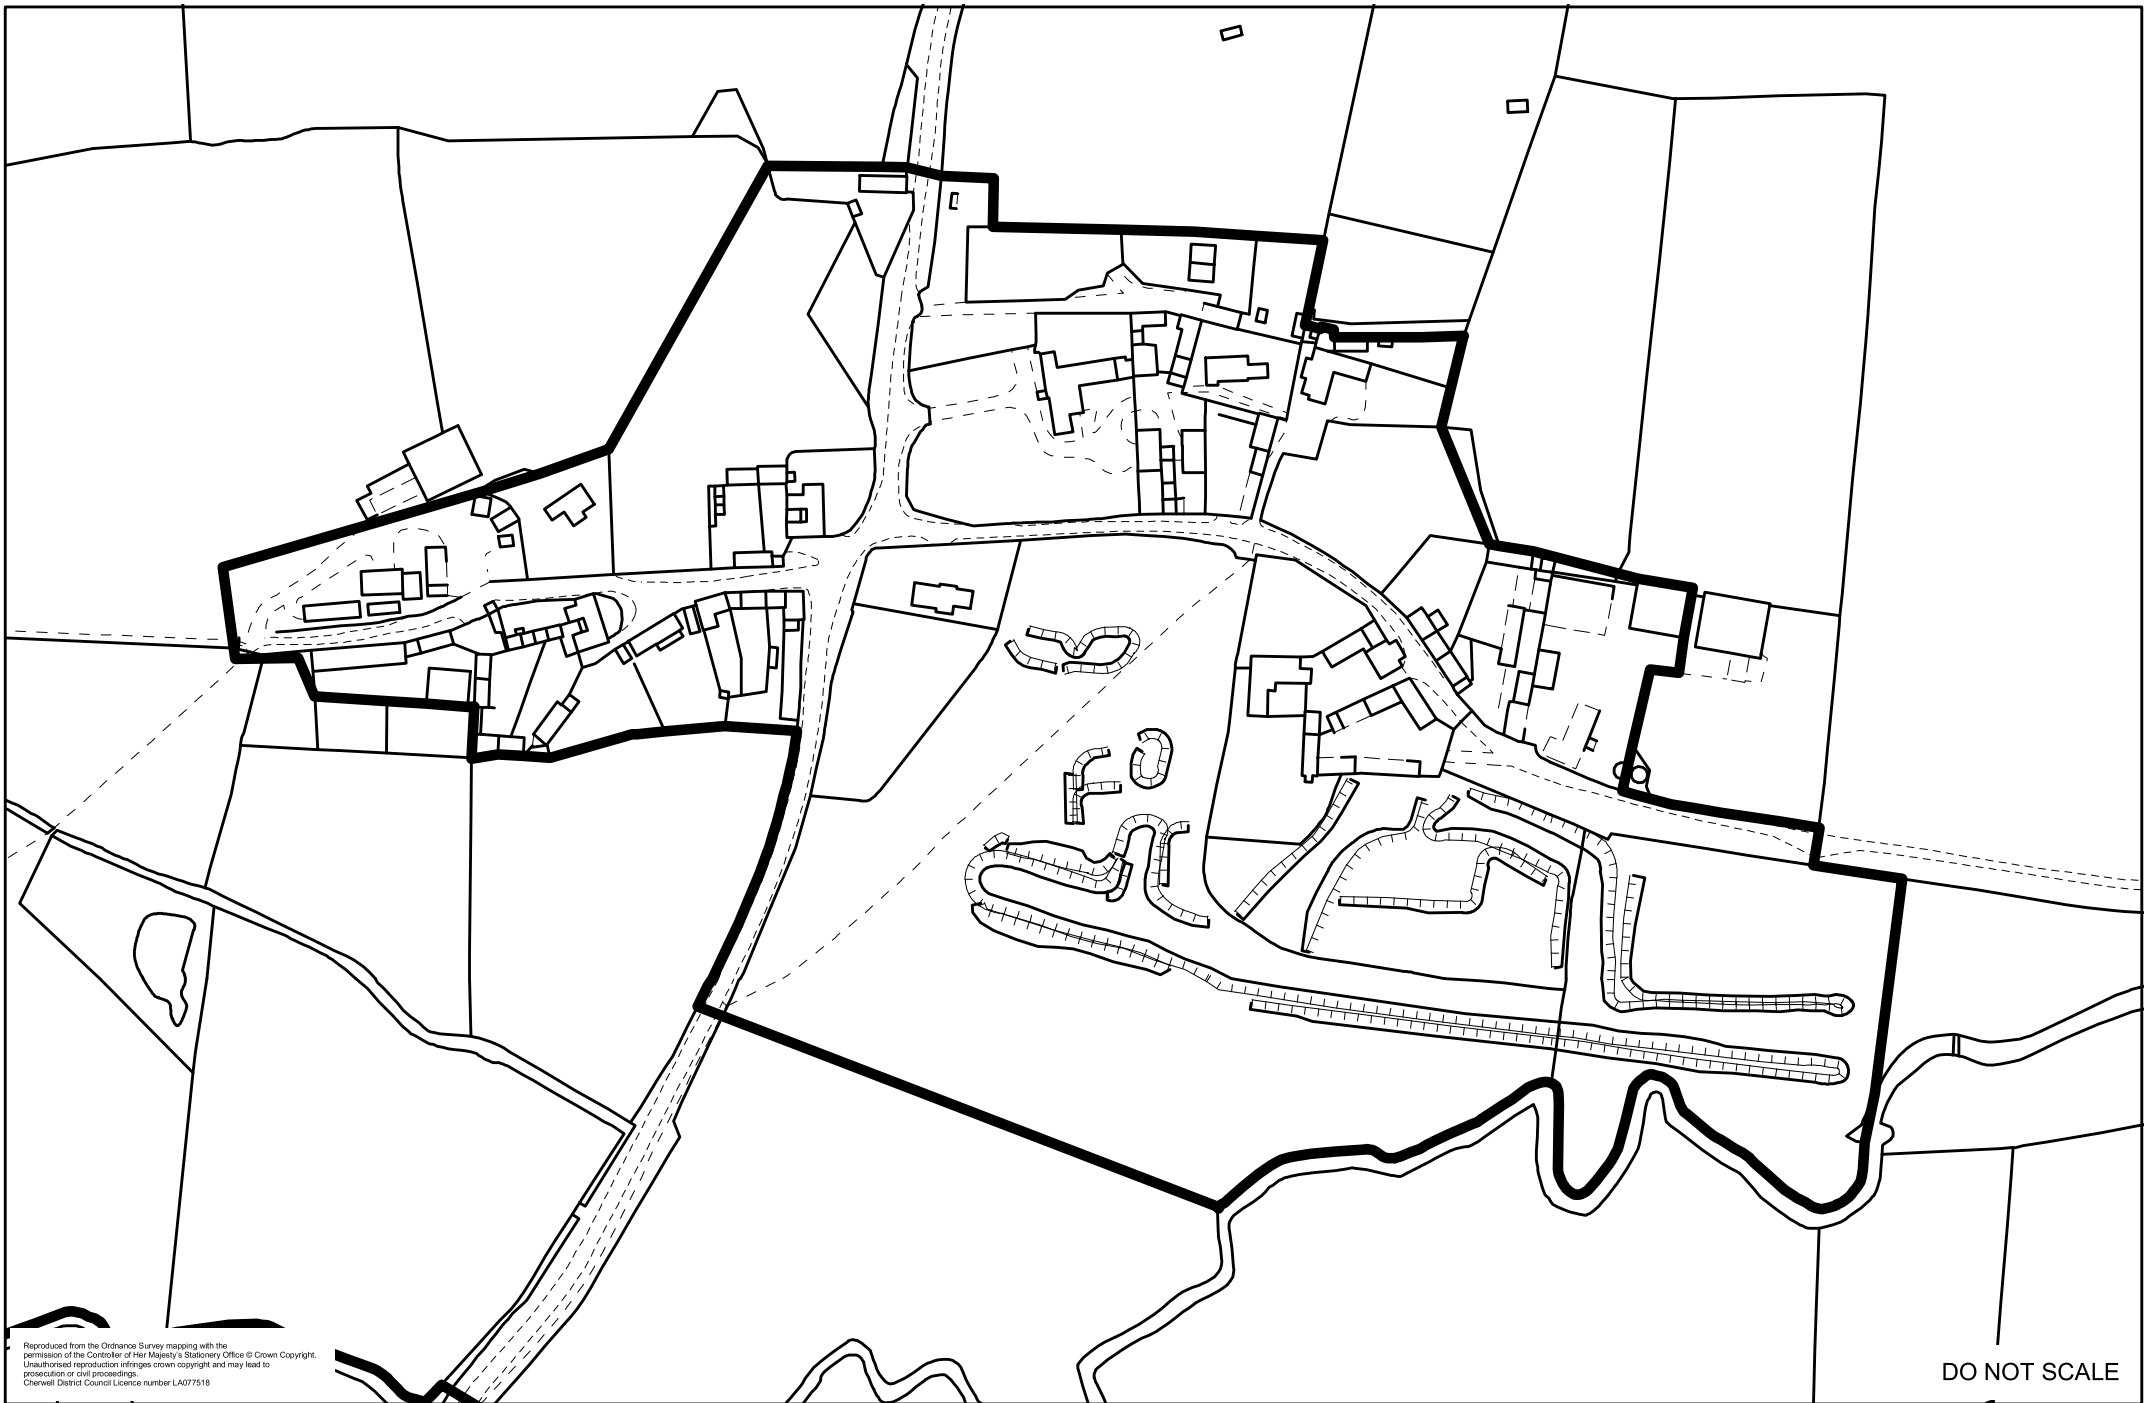 Reproduced from the Ordnance Survey mapping with the
permission of the Controller of Her Majesty's Stationery Office © Crown Copyright.
Unauthorised reproduction infringes crown copyright and may lead to
prosecution or civil proceedings.
Cherwell District Council Licence number LA077518
DO NOT SCALE